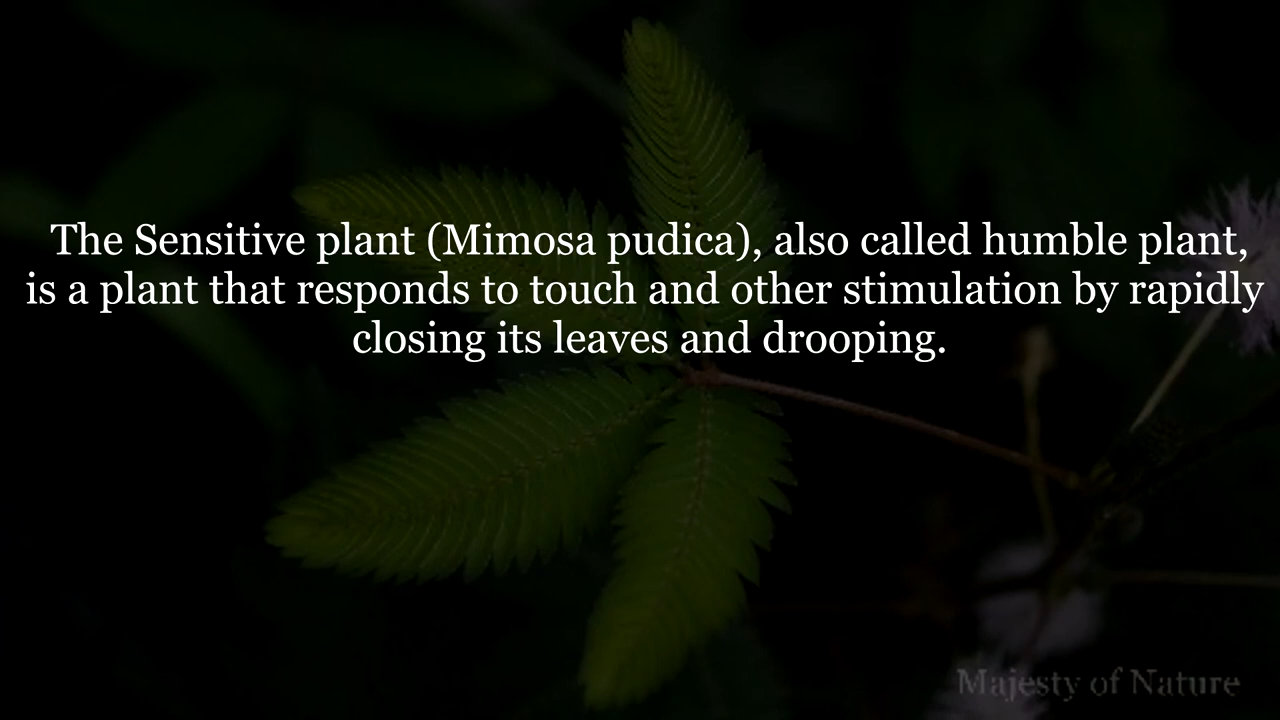 The Sensitive plant (Mimosa pudica), also called humble plant,
is a plant that responds to touch and other stimulation by rapidly
closing its leaves and drooping.
Majesty of Nature